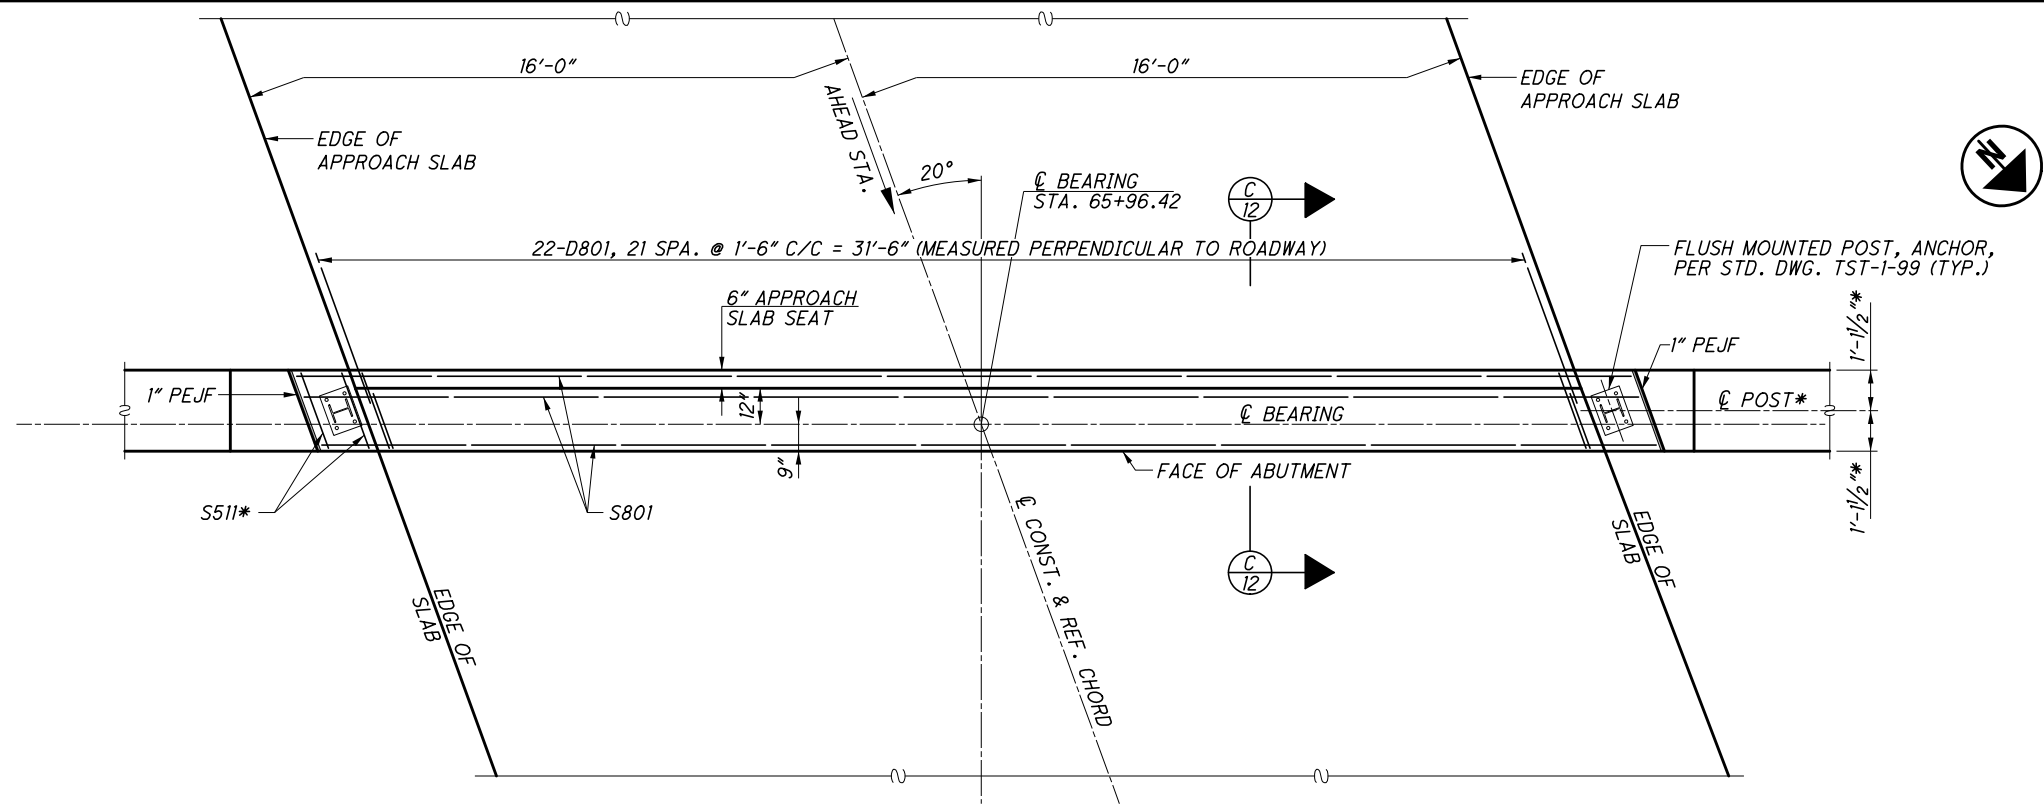 16'-0"
16'-0"
EDGE OF
APPROACH SLAB
EDGE OF
APPROACH SLAB
AHEAD STA.
20°
℄ BEARING
STA. 65+96.42
C
12
N
22-D801, 21 SPA. @ 1'-6" C/C = 31'-6" (MEASURED PERPENDICULAR TO ROADWAY)
FLUSH MOUNTED POST, ANCHOR,
PER STD. DWG. TST-1-99 (TYP.)
6" APPROACH
SLAB SEAT
1'-1½"*
1" PEJF
1" PEJF
12"
℄ BEARING
℄ POST*
9"
FACE OF ABUTMENT
1'-1½"*
S511*
S801
℄ CONST. & REF. CHORD
C
12
EDGE OF
SLAB
EDGE OF
SLAB